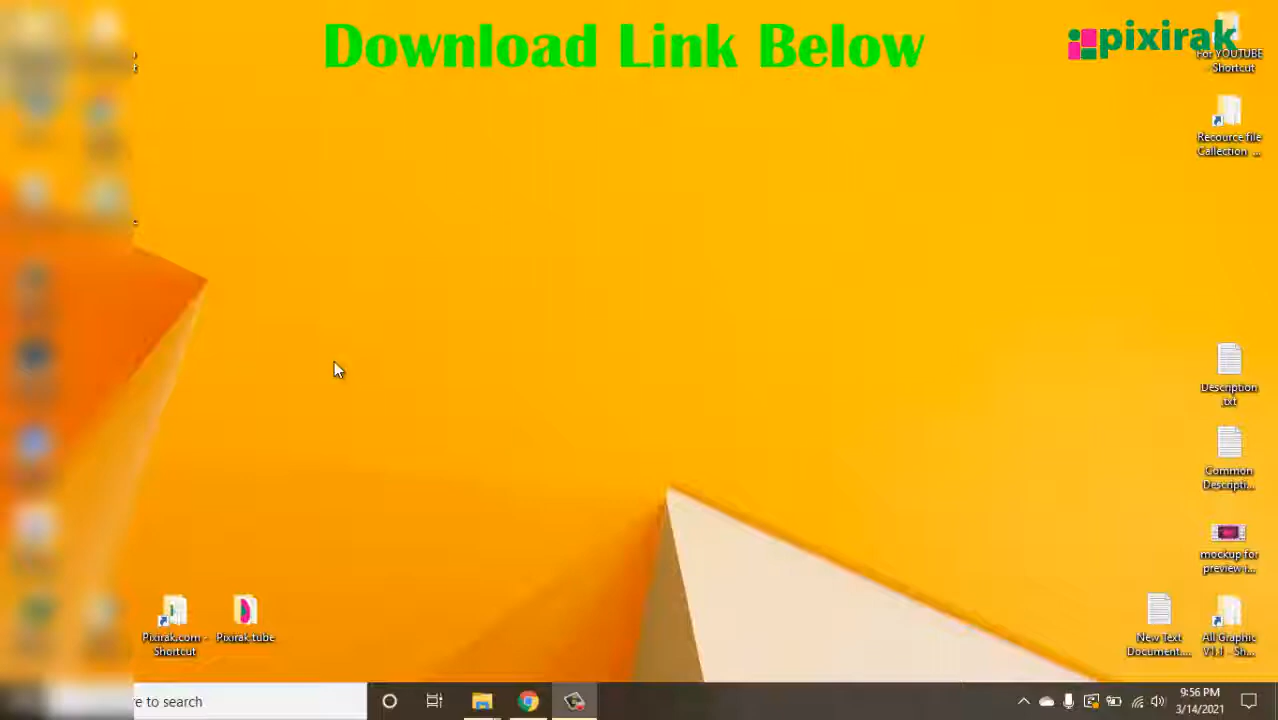 Download Link Below
pixirak
For YOUTUBE
- Shortcut
Recource file
Callection ...
Description
.txt
Common
Descripti...
mockup for
preview i...
Pixirak.com -
Shortcut
Pixirak tube
New Text
Document....
All Graphic
V1.1 - Sh...
re to search
9:56 PM
3/14/2021